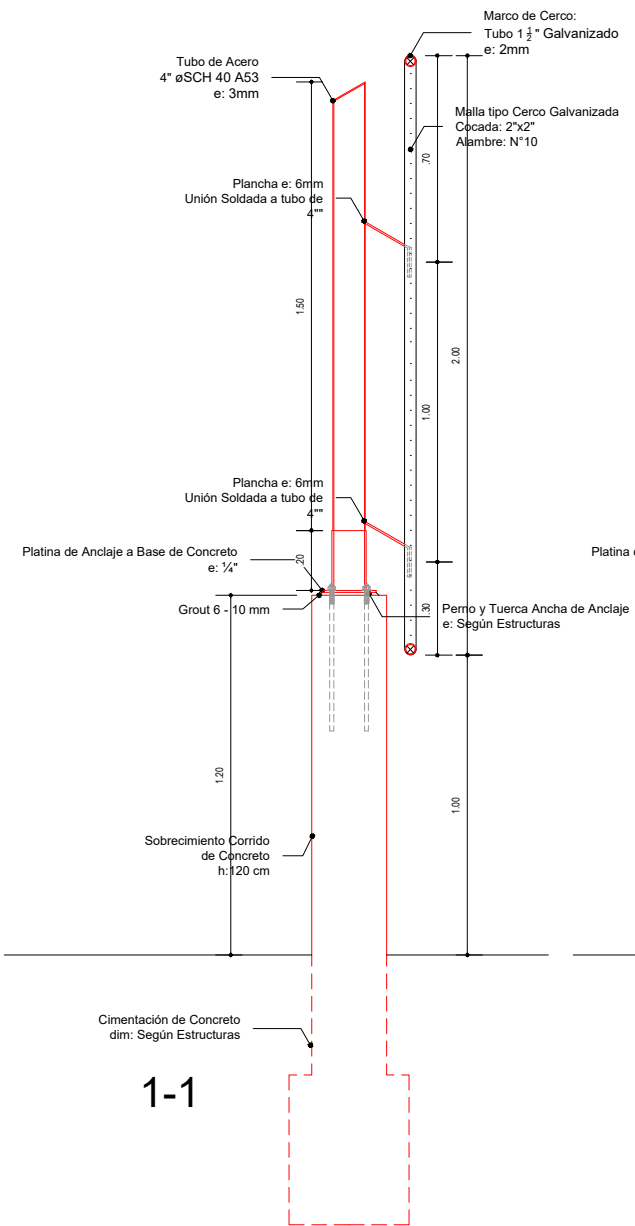 Marco de Cerco:
Tubo 1 1/2" Galvanizado
e: 2mm
Tubo de Acero
4" øSCH 40 A53
e: 3mm
Malla tipo Cerco Galvanizada
Cocada: 2"x2"
Alambre: N°10
.70
Plancha e: 6mm
Unión Soldada a tubo de
4""
1.50
2.00
1.00
Plancha e: 6mm
Unión Soldada a tubo de
4""
Platina de Anclaje a Base de Concreto
e: ¼"
.20
Platina d
Grout 6 - 10 mm
.30
Perno y Tuerca Ancha de Anclaje
e: Según Estructuras
1.20
1.00
Sobrecimiento Corrido
de Concreto
h:120 cm
Cimentación de Concreto
dim: Según Estructuras
1-1